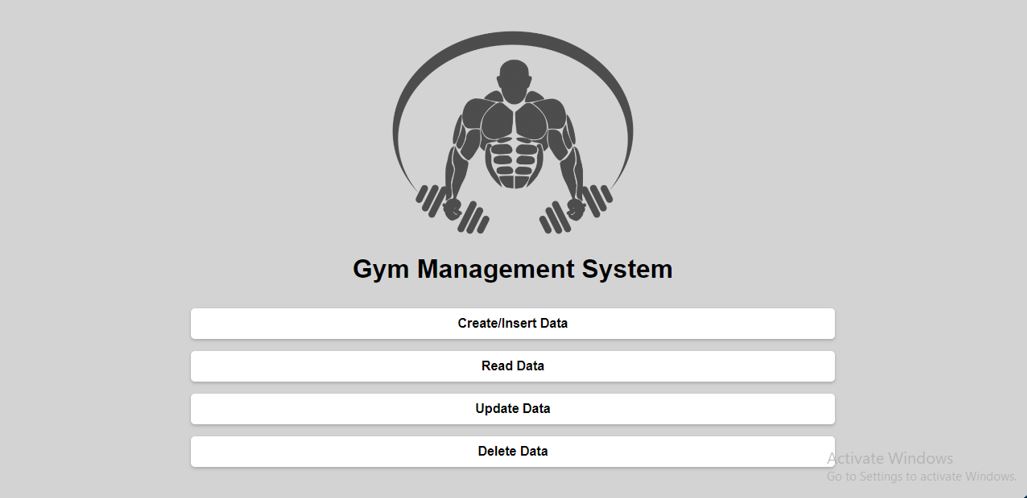 Gym Management System
Create/Insert Data
Read Data
Update Data
Delete Data
Activate Windows
Go to Settings to activate Windows.